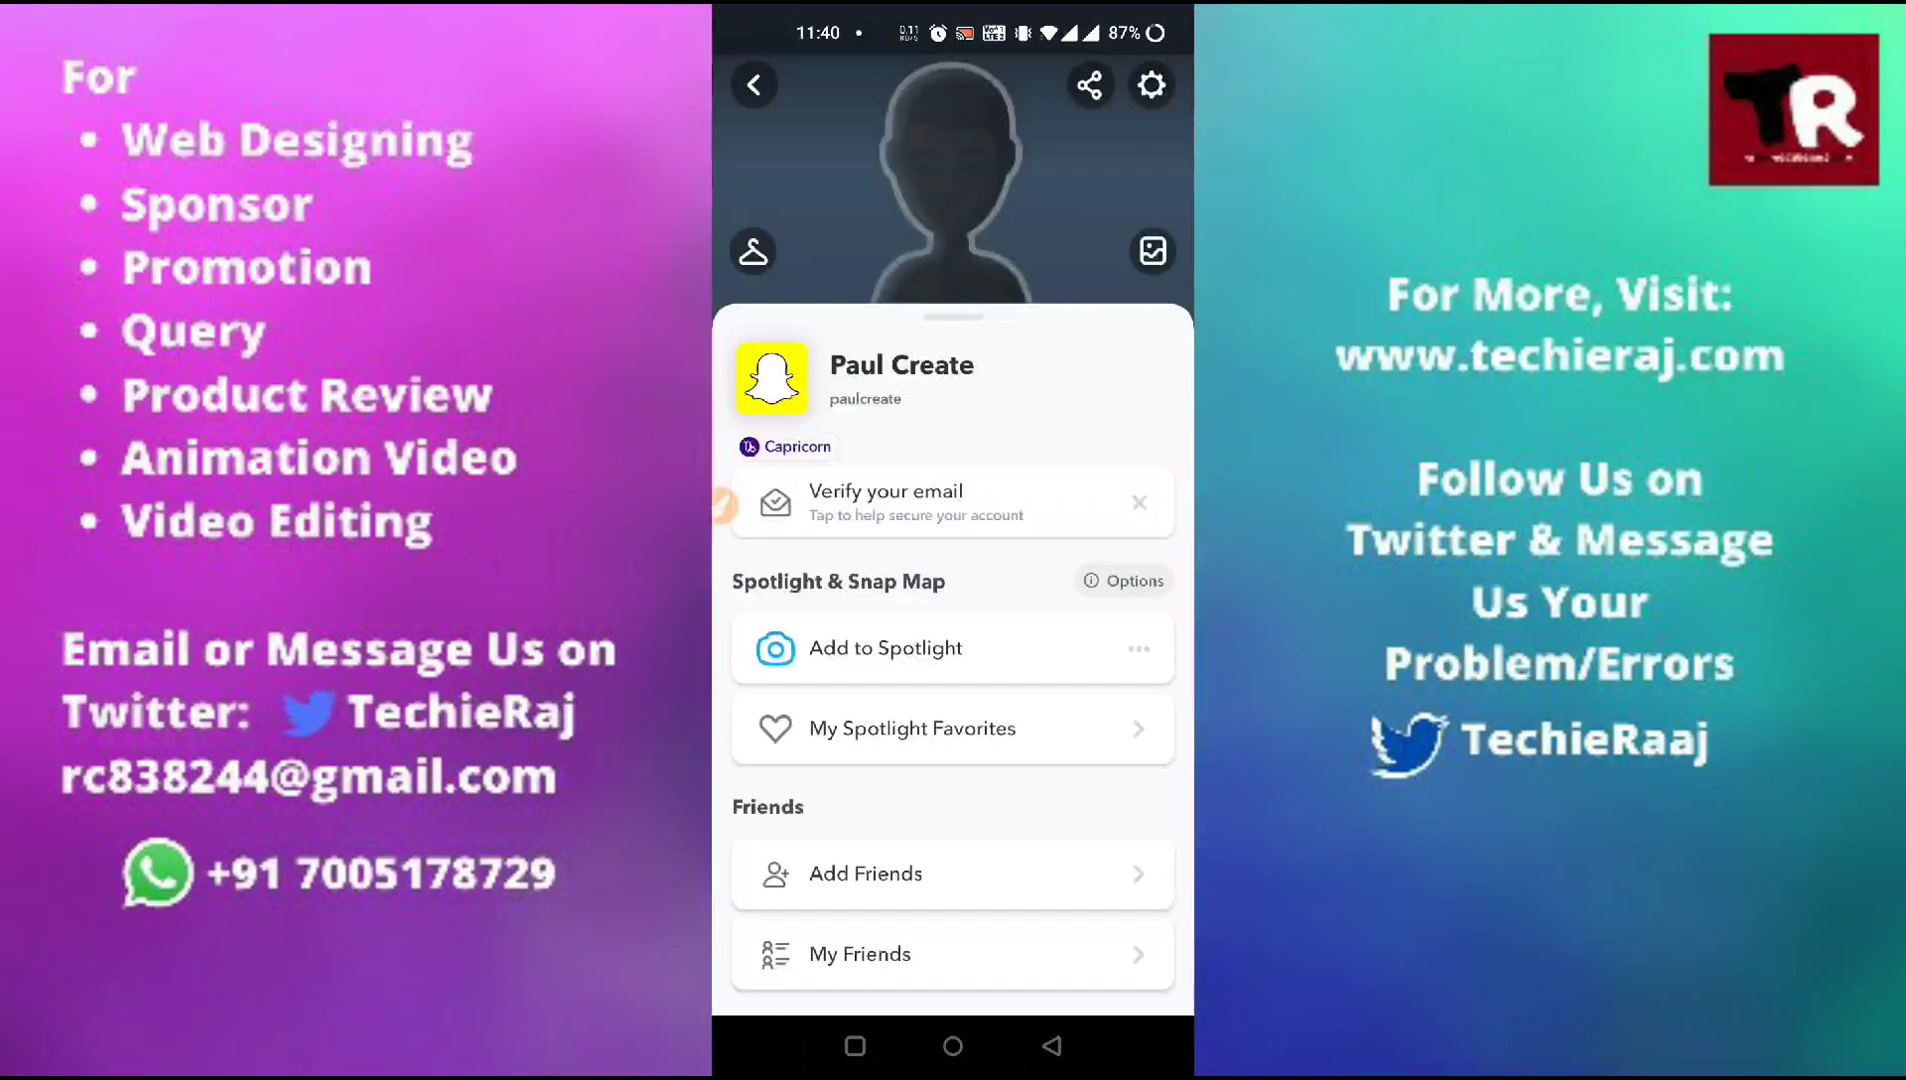 For
• Web Designing
• Sponsor
• Promotion
• Query
• Product Review
• Animation Video
• Video Editing
Email or Message Us on
Twitter: TechieRaj
rc838244@gmail.com
+91 7005178729
11:40
87%
Paul Create
paulcreate
Capricorn
Verify your email
Tap to help secure your account
Spotlight & Snap Map
Options
Add to Spotlight
My Spotlight Favorites
Friends
Add Friends
My Friends
TR
For More, Visit:
www.techieraj.com
Follow Us on
Twitter & Message
Us Your
Problem/Errors
TechieRaaj